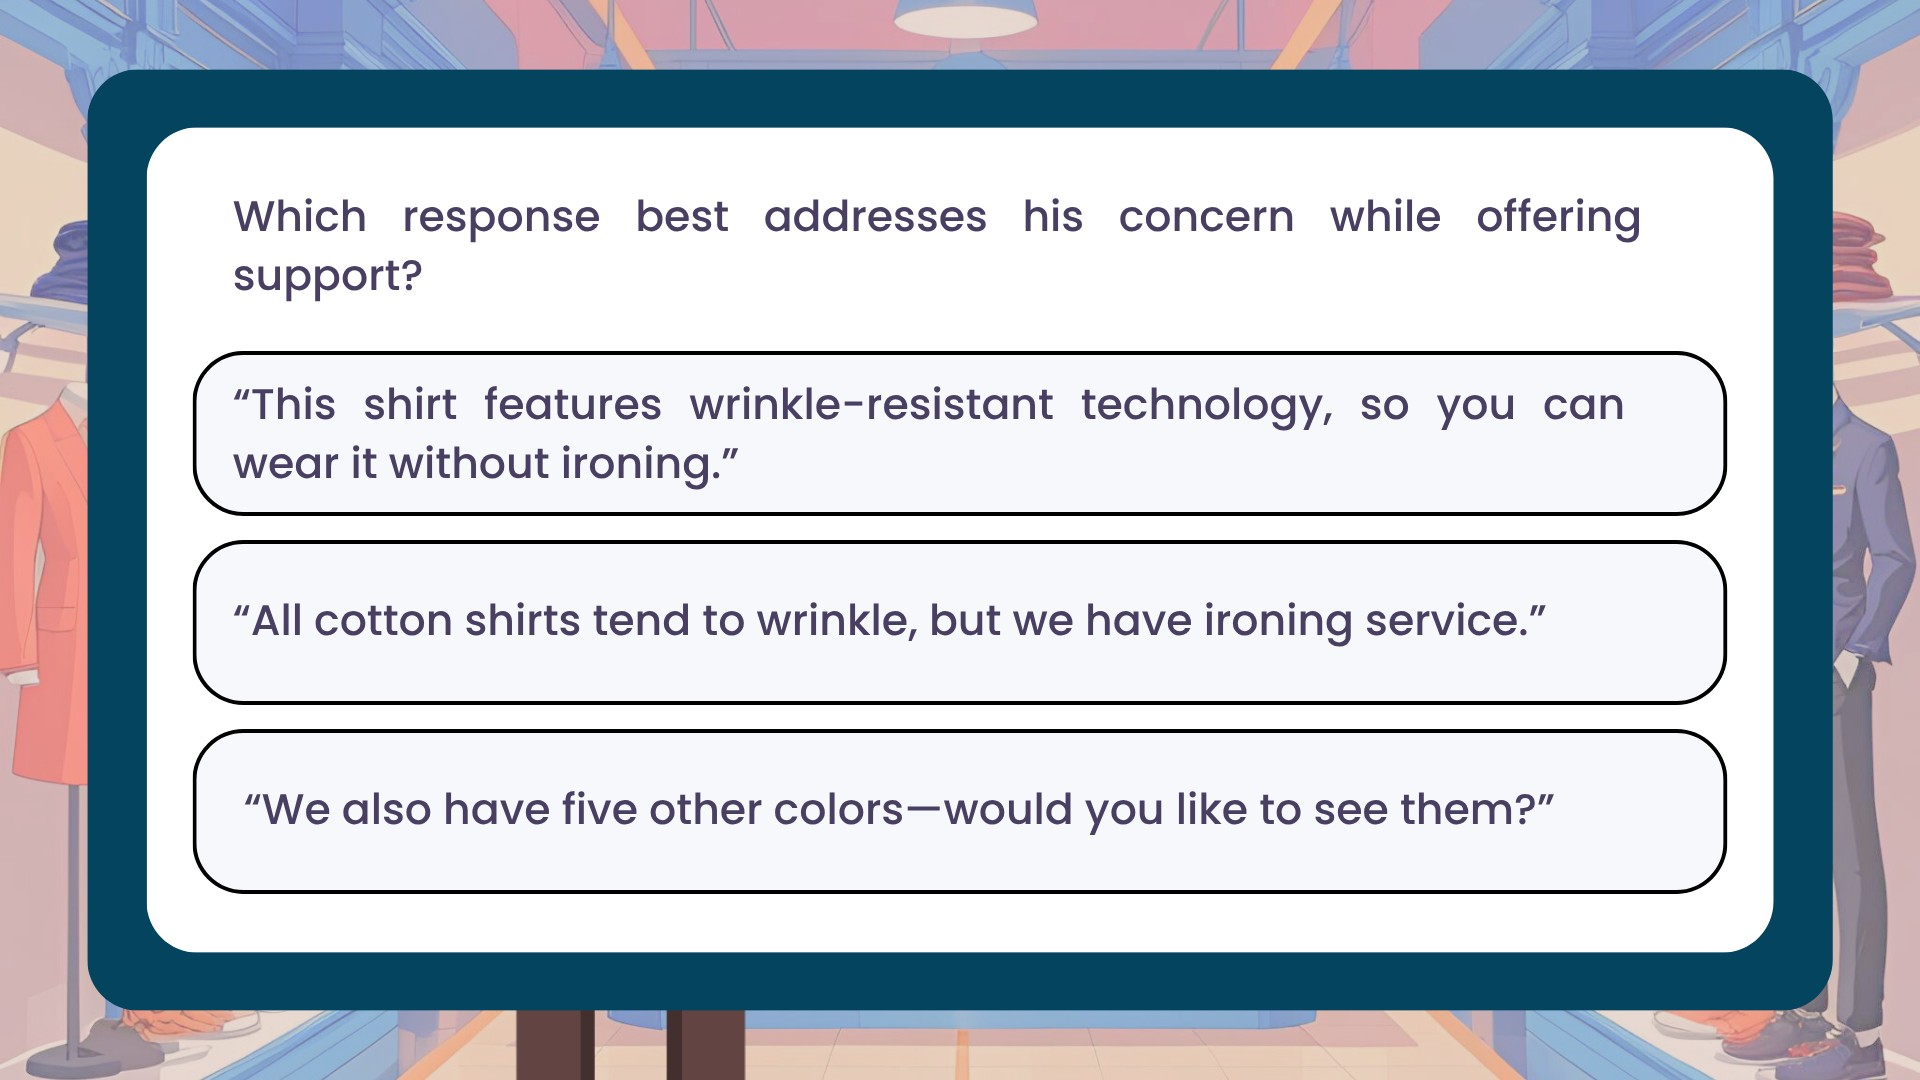 Which response best addresses his concern while offering
support?
“This shirt features wrinkle-resistant technology, so you can
wear it without ironing.”
“All cotton shirts tend to wrinkle, but we have ironing service.”
“We also have five other colors—would you like to see them?”